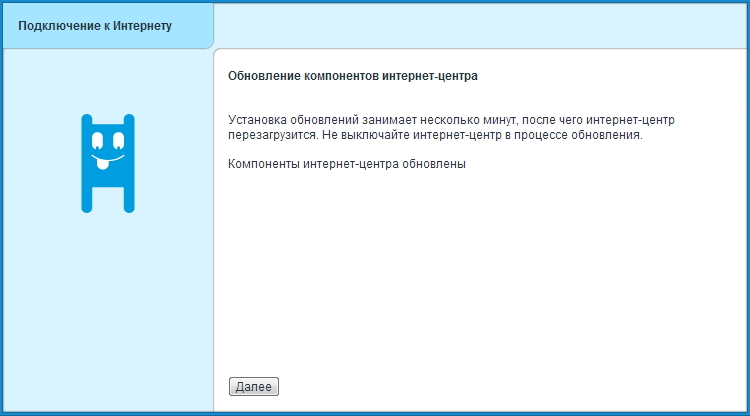 Подключение к Интернету
Обновление компонентов интернет-центра
Установка обновлений занимает несколько минут, после чего интернет-центр
перезагрузится. Не выключайте интернет-центр в процессе обновления.
Компоненты интернет-центра обновлены
Далее